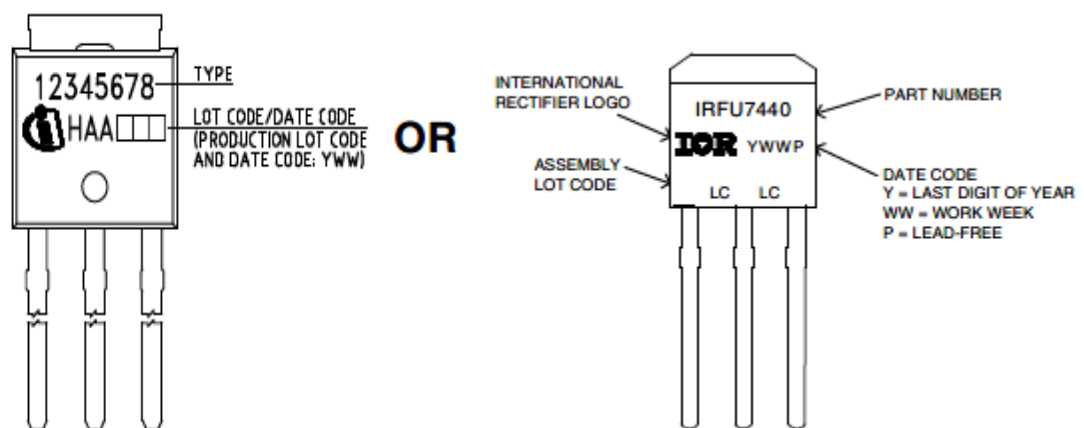 12345678
TYPE
HAA
LOT CODE/DATE CODE
(PRODUCTION LOT CODE
AND DATE CODE: YWW)
OR
INTERNATIONAL
RECTIFIER LOGO
ASSEMBLY
LOT CODE
IRFU7440
IOR YWWP
LC LC
PART NUMBER
DATE CODE
Y = LAST DIGIT OF YEAR
WW = WORK WEEK
P = LEAD-FREE